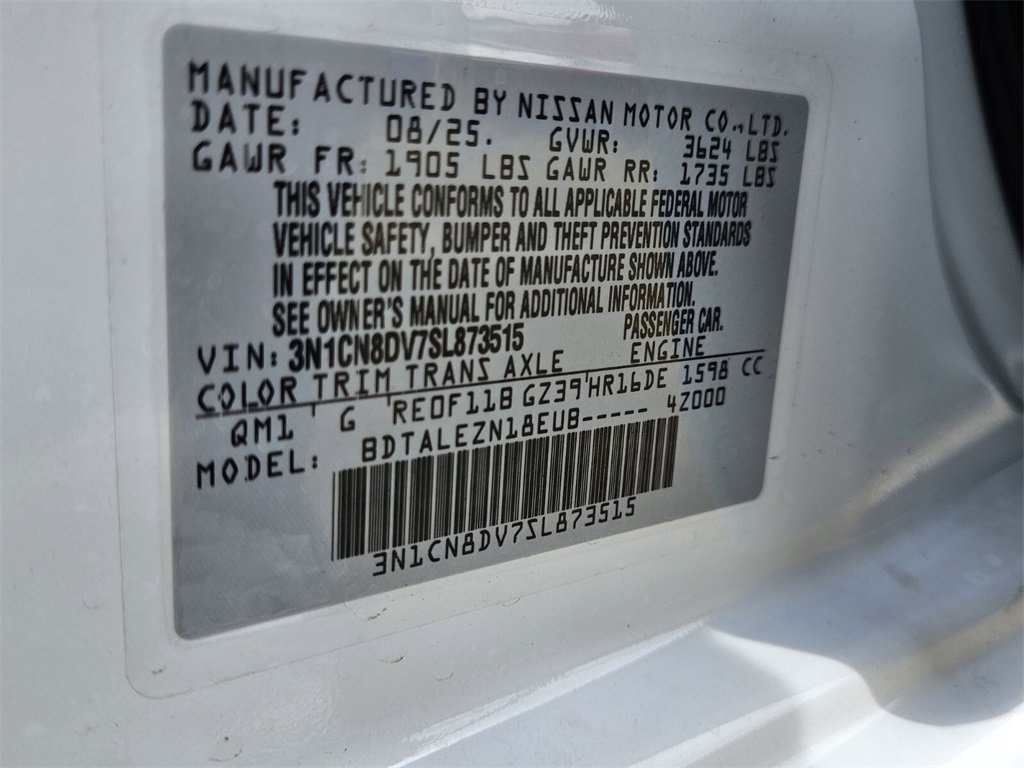 MANUFACTURED BY NISSAN MOTOR CO.,LTD.
DATE: 08/25. GVWR: 3624 LBS
GAWR FR: 1905 LBS GAWR RR: 1735 LBS
THIS VEHICLE CONFORMS TO ALL APPLICABLE FEDERAL MOTOR
VEHICLE SAFETY, BUMPER AND THEFT PREVENTION STANDARDS
IN EFFECT ON THE DATE OF MANUFACTURE SHOWN ABOVE.
SEE OWNER'S MANUAL FOR ADDITIONAL INFORMATION.
VIN: 3N1CN8DV7SL873515 PASSENGER CAR.
COLOR TRIM TRANS AXLE ENGINE
QM1 G RE0F11B GZ39 HR16DE 1598 CC
MODEL: BDTALEZN18EUB----- 4Z000
3N1CN8DV7SL873515